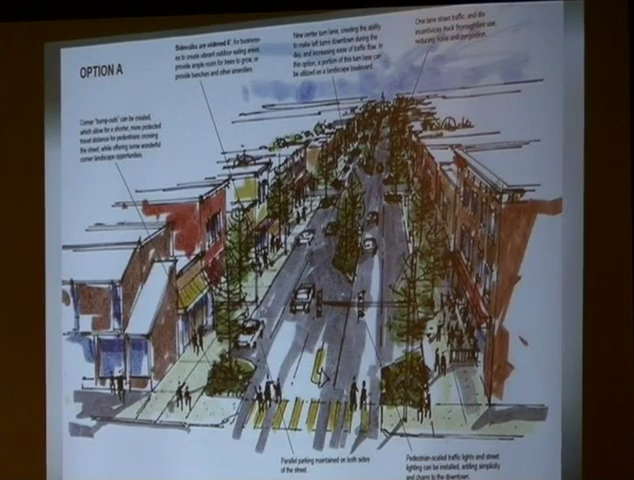 OPTION A
Sidewalks are widened 4', for business-
es to create vibrant outdoor eating areas,
provide ample room for trees to grow, or
provide benches and other amenities.
New center turn lane, creating the ability
to make left turns downtown during the
day, and increasing ease of traffic flow. In
this option, a portion of this turn lane can
be utilized as a landscape boulevard.
One lane slows traffic, and dis-
incentivizes truck thoroughfare use,
reducing noise and congestion.
Corner "bump-outs" can be created,
which allow for a shorter, more protected
travel distance for pedestrians crossing
the street, while offering some wonderful
corner landscape opportunities.
Parallel parking maintained on both sides
of the street.
Pedestrian-scaled traffic lights and street
lighting can be installed, adding simplicity
and charm to the downtown.